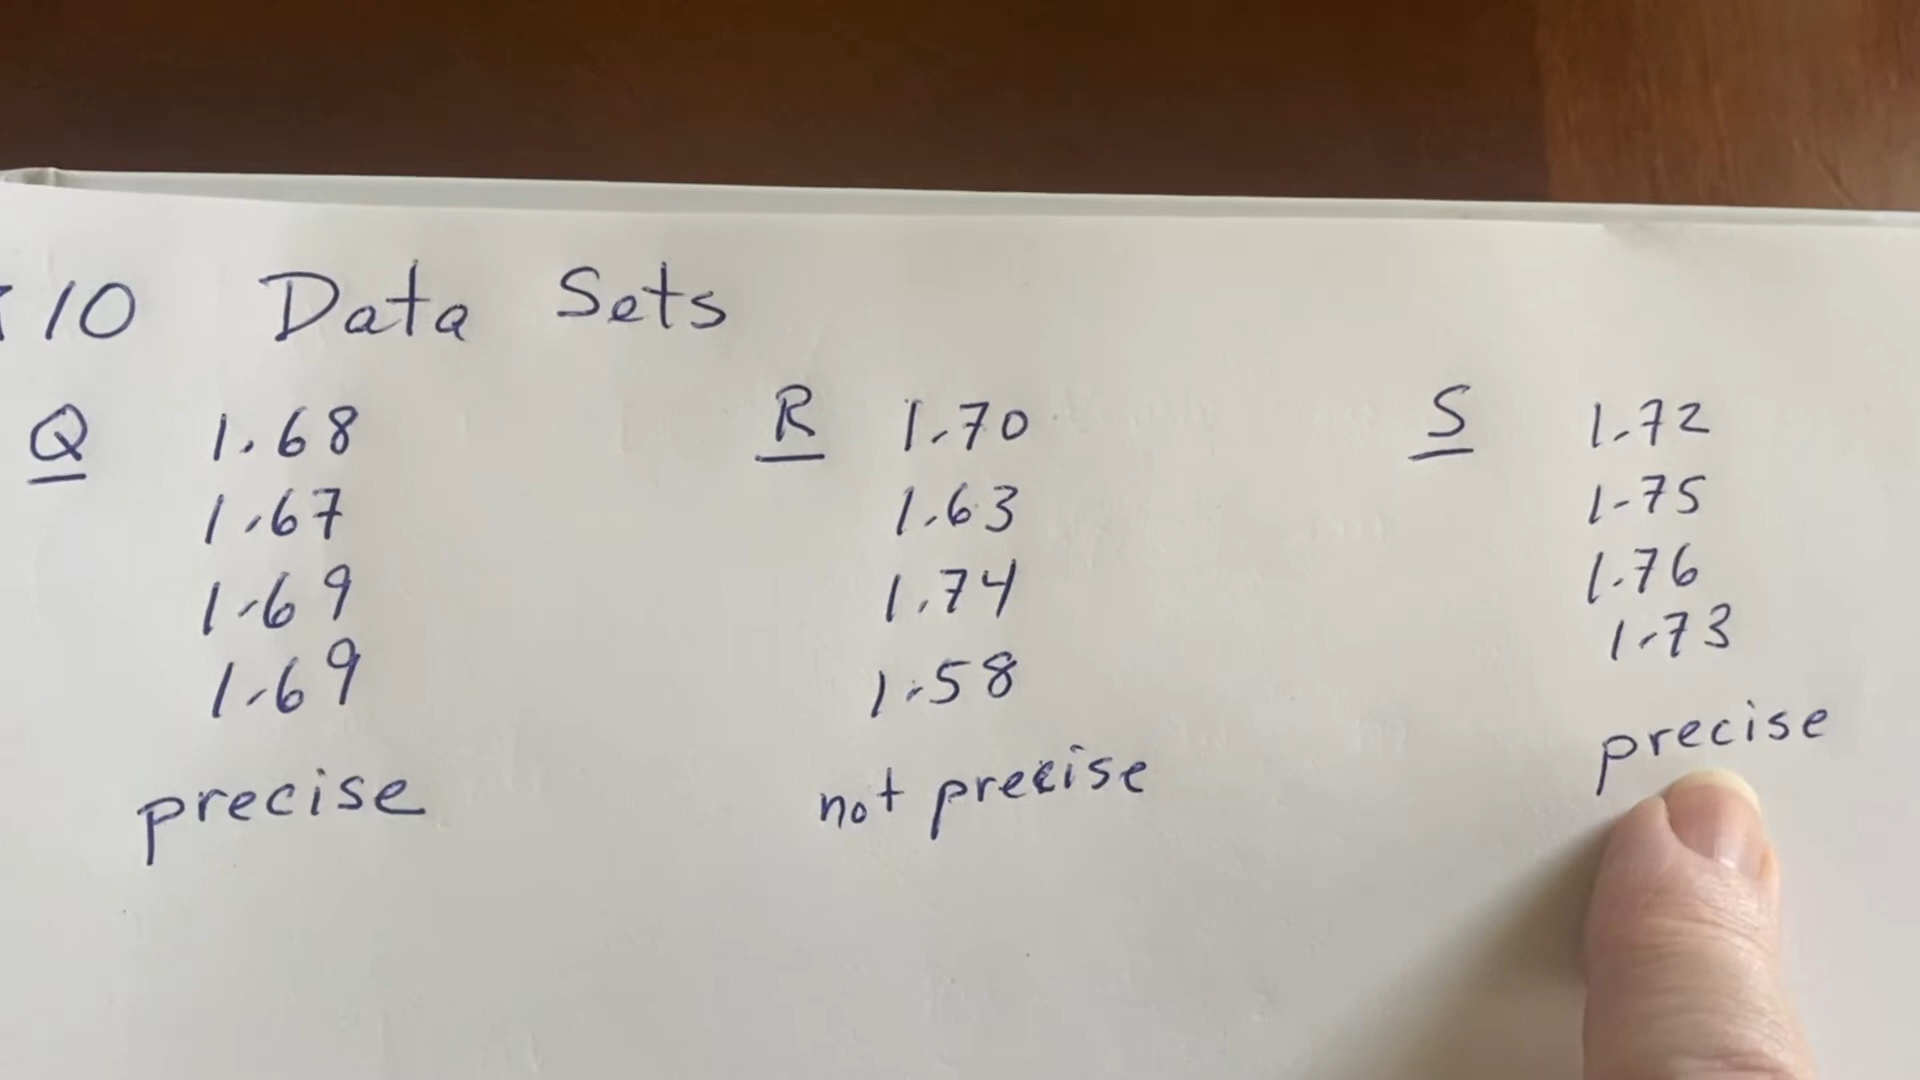 10 Data Sets
Q 1.68
1.67
1.69
1.69
precise
R 1.70
1.63
1.74
1.58
not precise
S 1.72
1.75
1.76
1.73
precise